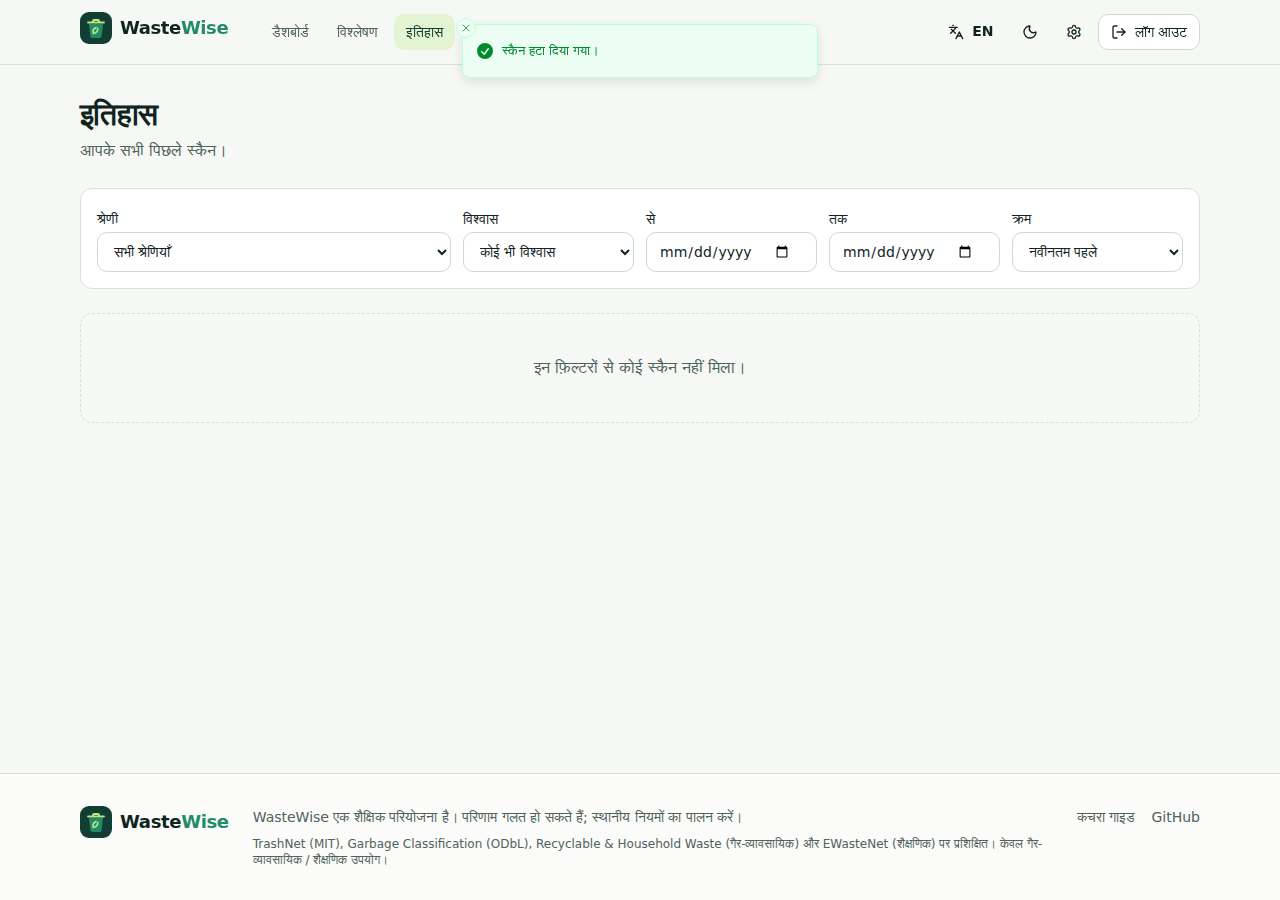 WasteWise
डैशबोर्ड
विश्लेषण
इतिहास
स्कैन हटा दिया गया।
EN
लॉग आउट
इतिहास
आपके सभी पिछले स्कैन।
श्रेणी
विश्वास
से
तक
क्रम
सभी श्रेणियाँ
कोई भी विश्वास
mm/dd/yyyy
mm/dd/yyyy
नवीनतम पहले
इन फ़िल्टरों से कोई स्कैन नहीं मिला।
WasteWise
WasteWise एक शैक्षिक परियोजना है। परिणाम गलत हो सकते हैं; स्थानीय नियमों का पालन करें।
कचरा गाइड
GitHub
TrashNet (MIT), Garbage Classification (ODbL), Recyclable & Household Waste (गैर-व्यावसायिक) और EWasteNet (शैक्षणिक) पर प्रशिक्षित। केवल गैर-
व्यावसायिक / शैक्षणिक उपयोग।